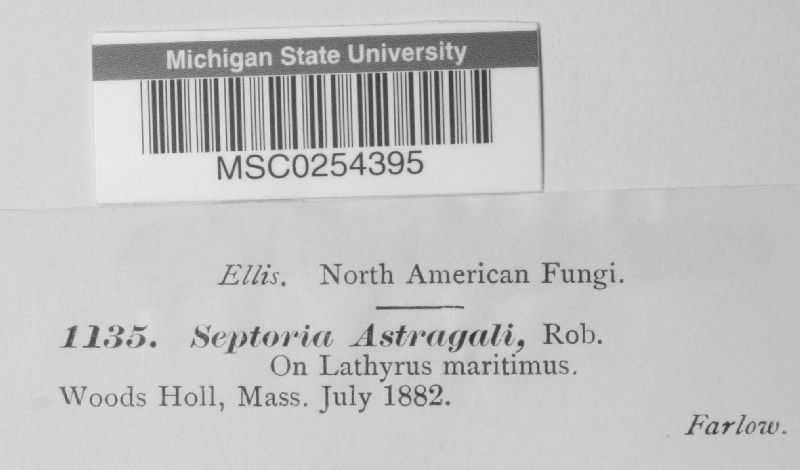 Michigan State University
MSC0254395
Ellis. North American Fungi.
1135. Septoria Astragali, Rob.
On Lathyrus maritimus.
Woods Holl, Mass. July 1882.
Farlow.